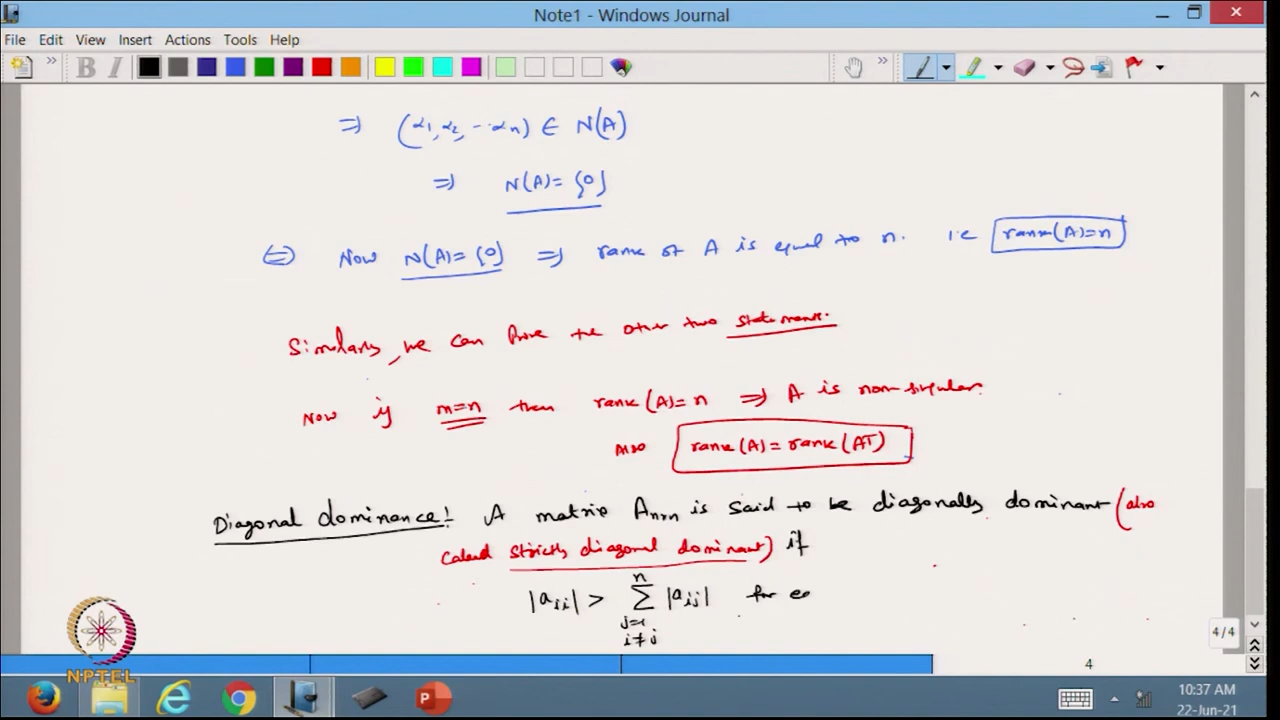 Note1 - Windows Journal
File Edit View Insert Actions Tools Help
⇒ (α1, α2, ---αn) ∈ N(A)
⇒ N(A)= {0}
(⇐) Now N(A)= {0} ⇒ rank of A is equal to n. i.e rank(A)=n
Similarly, we can Prove the other two statements.
Now if m=n then rank(A)=n ⇒ A is non-singular.
Also rank(A)= rank(AT)
Diagonal dominance! A matrix Anxn is said to be diagonally dominant (also
called strictly diagonal dominant) if
|aii| > n∑j=1 i≠j |aij| for ea
4/4
NPTEL
4
10:37 AM
22-Jun-21